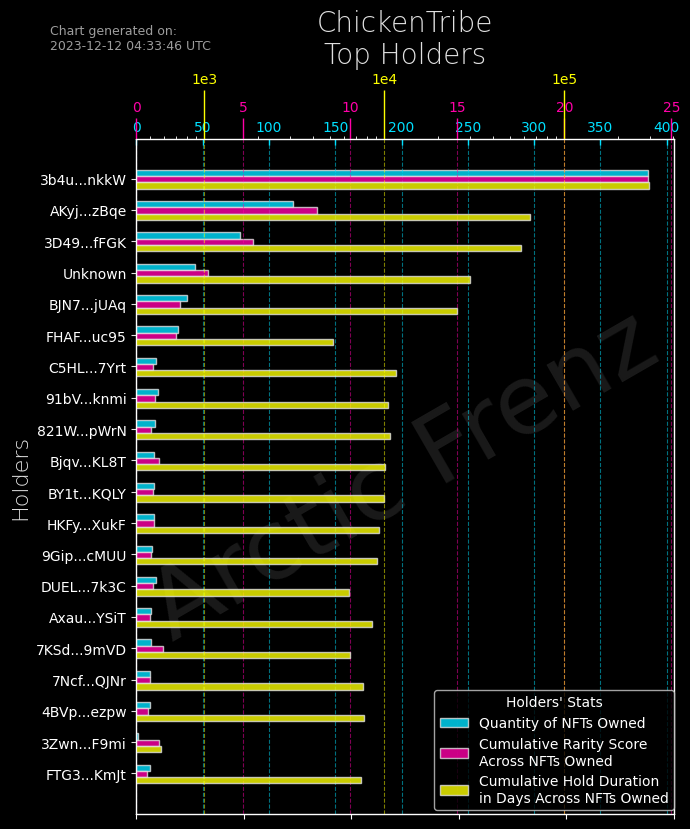 Chart generated on:
2023-12-12 04:33:46 UTC
ChickenTribe
Top Holders
1e3 1e4 1e5
0 5 10 15 20 25
0 50 100 150 200 250 300 350 400
3b4u...nkkW
AKyj...zBqe
3D49...fFGK
Unknown
BJN7...jUAq
FHAF...uc95
C5HL...7Yrt
91bV...knmi
821W...pWrN
Bjqv...KL8T
BY1t...KQLY
HKFy...XukF
9Gip...cMUU
DUEL...7k3C
Axau...YSiT
7KSd...9mVD
7Ncf...QJNr
4BVp...ezpw
3Zwn...F9mi
FTG3...KmJt
Holders
Arctic Frenz
Holders' Stats
Quantity of NFTs Owned
Cumulative Rarity Score
Across NFTs Owned
Cumulative Hold Duration
in Days Across NFTs Owned